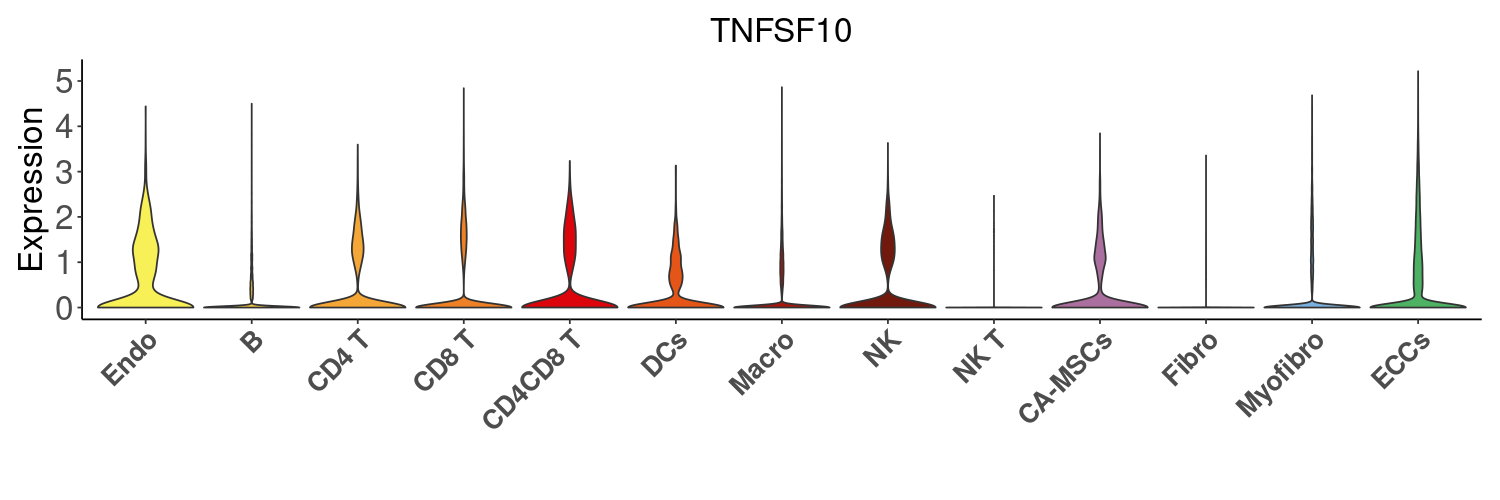 TNFSF10
Expression
5
4
3
2
1
0
Endo
B
CD4 T
CD8 T
CD4CD8 T
DCs
Macro
NK
NK T
CA-MSCs
Fibro
Myofibro
ECCs